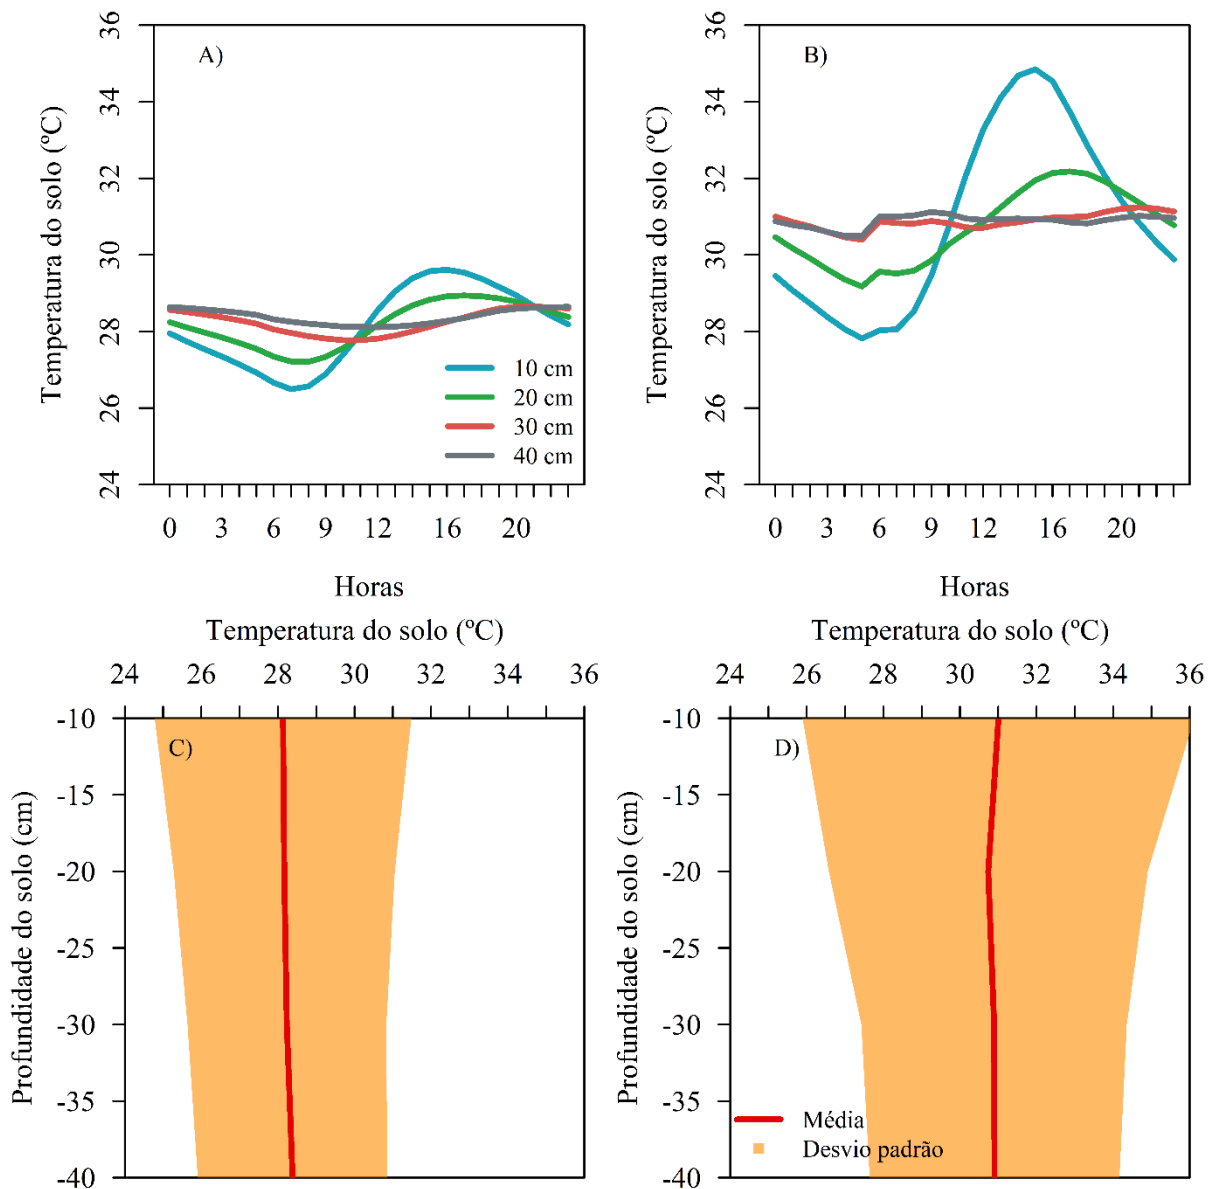 A)
Temperatura do solo (ºC)
36
34
32
30
28
26
24
10 cm
20 cm
30 cm
40 cm
0 3 6 9 12 16 20
Horas
B)
Temperatura do solo (ºC)
36
34
32
30
28
26
24
0 3 6 9 12 16 20
Horas
Temperatura do solo (ºC)
24 26 28 30 32 34 36
C)
Profundidade do solo (cm)
-10
-15
-20
-25
-30
-35
-40
Temperatura do solo (ºC)
24 26 28 30 32 34 36
D)
Profundidade do solo (cm)
-10
-15
-20
-25
-30
-35
-40
Média
Desvio padrão